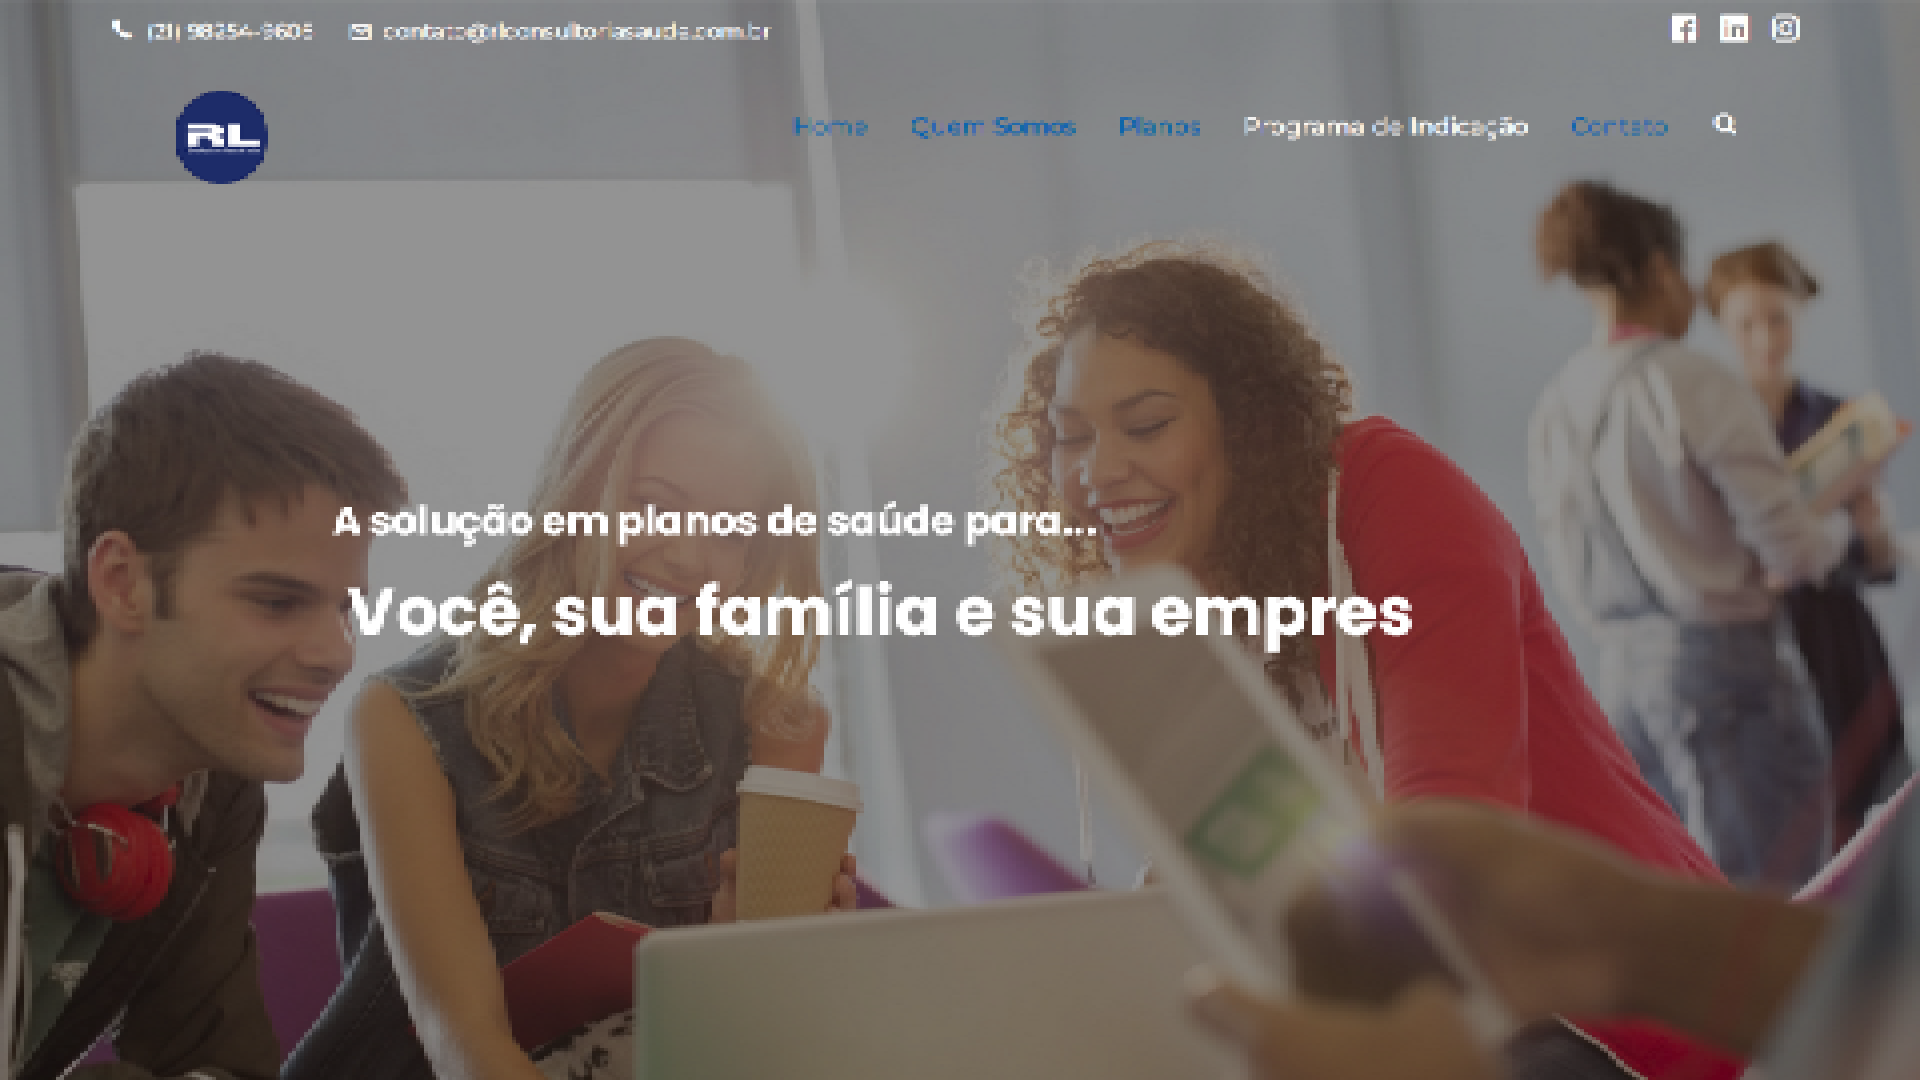 (21) 98254-9605 contato@rlconsultoriasaude.com.br
RL
Home Quem Somos Planos Programa de Indicação Contato
A solução em planos de saúde para...
Você, sua família e sua empres